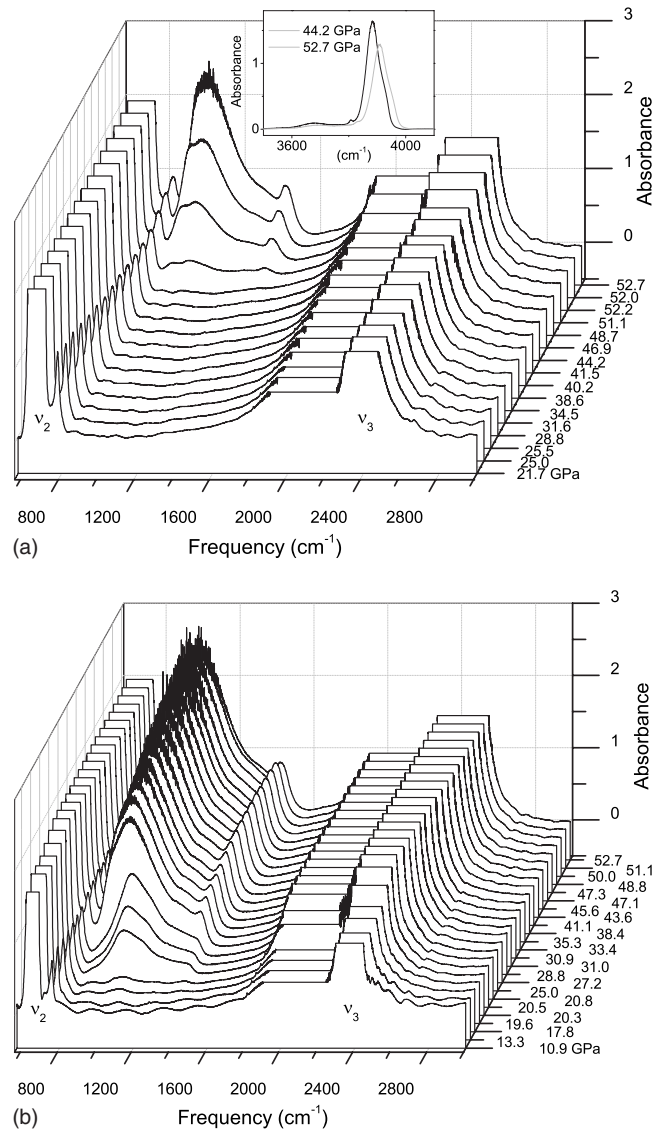 3
2
1
0
Absorbance
44.2 GPa
52.7 GPa
Absorbance
1
0
3600
4000
(cm-1)
52.7
52.0
52.2
51.1
48.7
46.9
44.2
41.5
40.2
38.6
34.5
31.6
28.8
25.5
25.0
21.7 GPa
ν2
ν3
800 1200 1600 2000 2400 2800
(a) Frequency (cm-1)
3
2
1
0
Absorbance
52.7
51.1
50.0
48.8
47.3
47.1
45.6
43.6
41.1
38.4
35.3
33.4
30.9
31.0
28.8
27.2
25.0
20.8
20.5
20.3
19.6
17.8
13.3
10.9 GPa
ν2
ν3
800 1200 1600 2000 2400 2800
Frequency (cm-1)
(b)